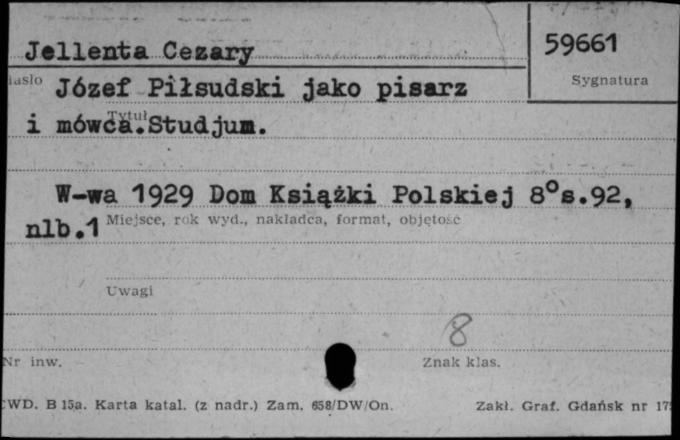 Jellenta Cezary
59661
Sygnatura
Józef Piłsudski jako pisarz
Tytuł
i mówca.Studjum.
W-wa 1929 Dom Książki Polskiej 8° s.92,
nlb.1
Miejsce, rok wyd., nakładca, format, objętość
Uwagi
8
Nr inw.
Znak klas.
WD. B 15a. Karta katal. (z nadr.) Zam. 658/DW/On.
Zakł. Graf. Gdańsk nr